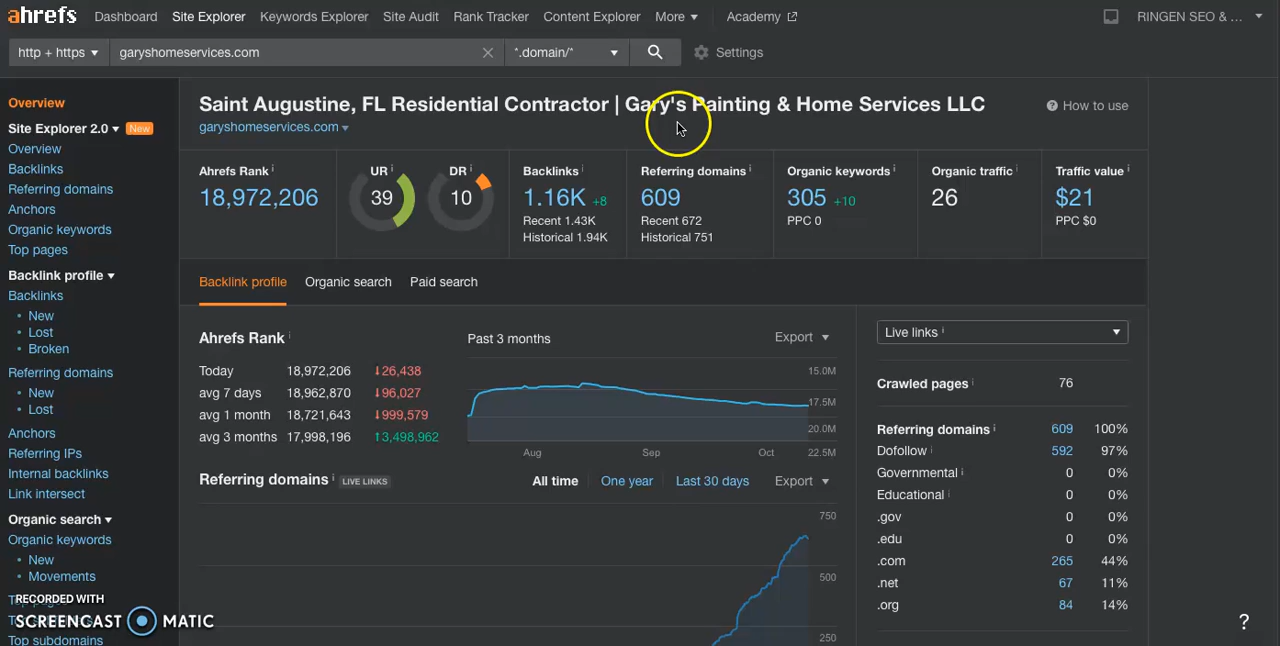 ahrefs Dashboard Site Explorer Keywords Explorer Site Audit Rank Tracker Content Explorer More Academy RINGEN SEO & ...
http + https garyshomeservices.com *.domain/* Settings
Overview
Site Explorer 2.0 New
Overview
Backlinks
Referring domains
Anchors
Organic keywords
Top pages
Backlink profile
Backlinks
New
Lost
Broken
Referring domains
New
Lost
Anchors
Referring IPs
Internal backlinks
Link intersect
Organic search
Organic keywords
New
Movements
RECORDED WITH
SCREENCAST MATIC
Top subdomains
Saint Augustine, FL Residential Contractor | Gary's Painting & Home Services LLC
How to use
garyshomeservices.com
Ahrefs Rank
18,972,206
UR
39
DR
10
Backlinks
1.16K +8
Recent 1.43K
Historical 1.94K
Referring domains
609
Recent 672
Historical 751
Organic keywords
305 +10
PPC 0
Organic traffic
26
Traffic value
$21
PPC $0
Backlink profile Organic search Paid search
Ahrefs Rank
Today 18,972,206 ↓26,438
avg 7 days 18,962,870 ↓96,027
avg 1 month 18,721,643 ↓999,579
avg 3 months 17,998,196 ↑3,498,962
Past 3 months Export
15.0M
17.5M
20.0M
22.5M
Aug Sep Oct
Referring domains LIVE LINKS All time One year Last 30 days Export
750
500
250
Live links
Crawled pages 76
Referring domains 609 100%
Dofollow 592 97%
Governmental 0 0%
Educational 0 0%
.gov 0 0%
.edu 0 0%
.com 265 44%
.net 67 11%
.org 84 14%
?